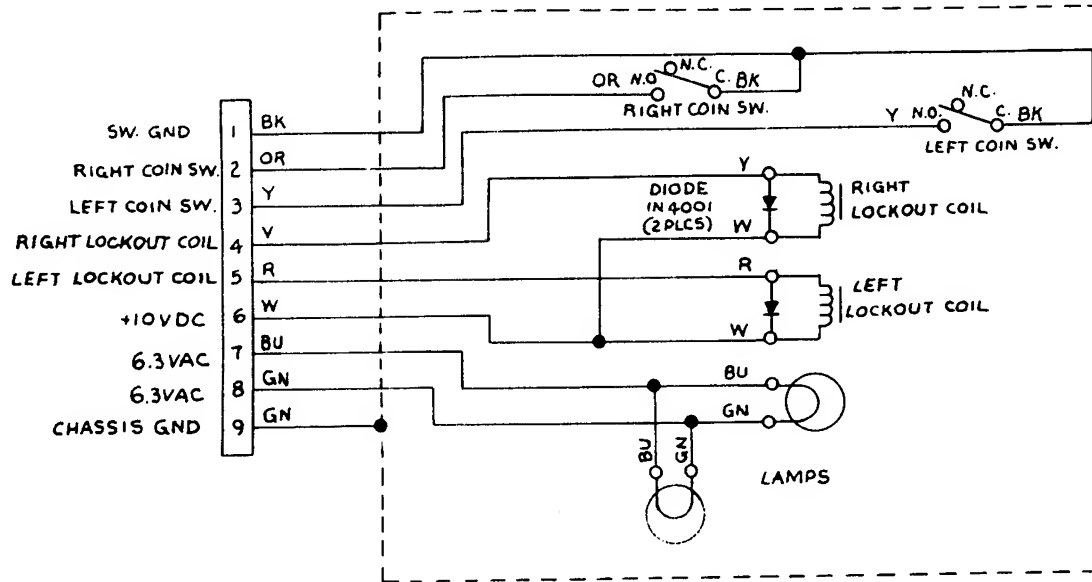 N.C.
OR N.O C. BK
RIGHT COIN SW.
N.C.
Y N.O. C. BK
LEFT COIN SW.
SW. GND 1 BK
RIGHT COIN SW. 2 OR
LEFT COIN SW. 3 Y
RIGHT LOCKOUT COIL 4 V
LEFT LOCKOUT COIL 5 R
+10VDC 6 W
6.3VAC 7 BU
6.3VAC 8 GN
CHASSIS GND 9 GN
Y
DIODE
IN4001
(2PLCS)
W
RIGHT
LOCKOUT COIL
R
W
LEFT
LOCKOUT COIL
BU
GN
BU
GN
LAMPS